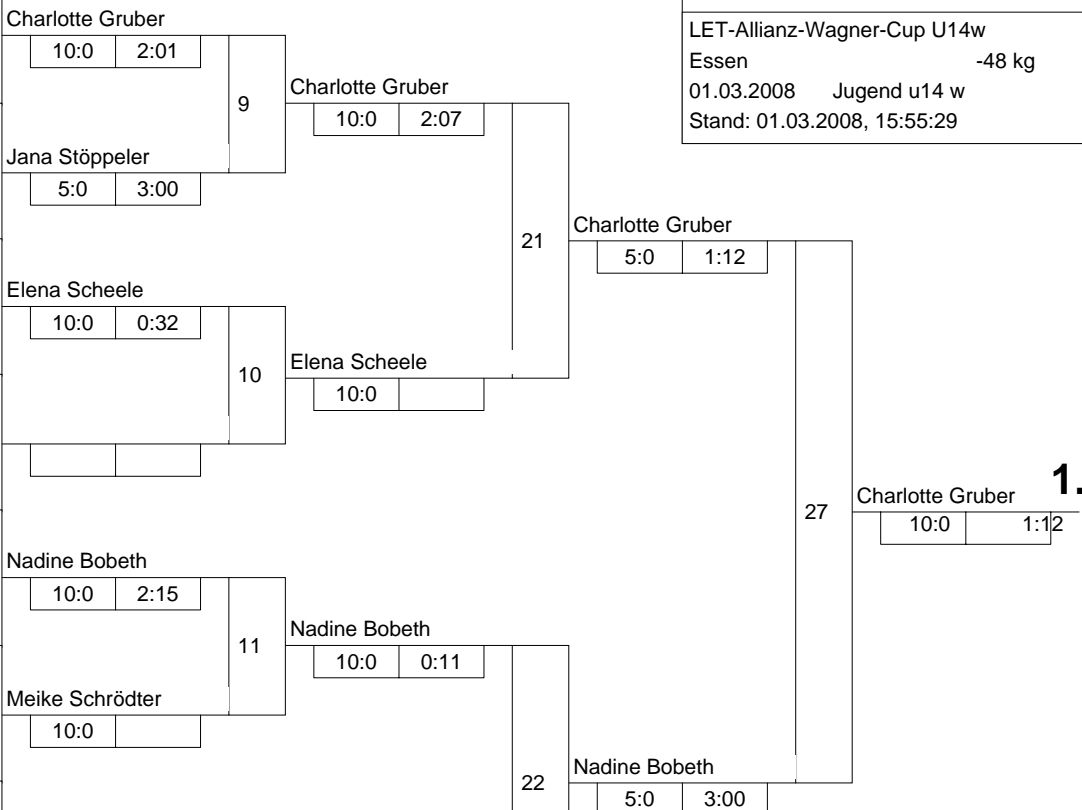 Charlotte Gruber
10:0 2:01
9
Jana Stöppeler
5:0 3:00
Elena Scheele
10:0 0:32
10
Nadine Bobeth
10:0 2:15
11
Meike Schrödter
10:0
Charlotte Gruber
10:0 2:07
21
Elena Scheele
10:0
Nadine Bobeth
10:0 0:11
22
Charlotte Gruber
5:0 1:12
27
Nadine Bobeth
5:0 3:00
LET-Allianz-Wagner-Cup U14w
Essen -48 kg
01.03.2008 Jugend u14 w
Stand: 01.03.2008, 15:55:29
Charlotte Gruber 1.
10:0 1:12